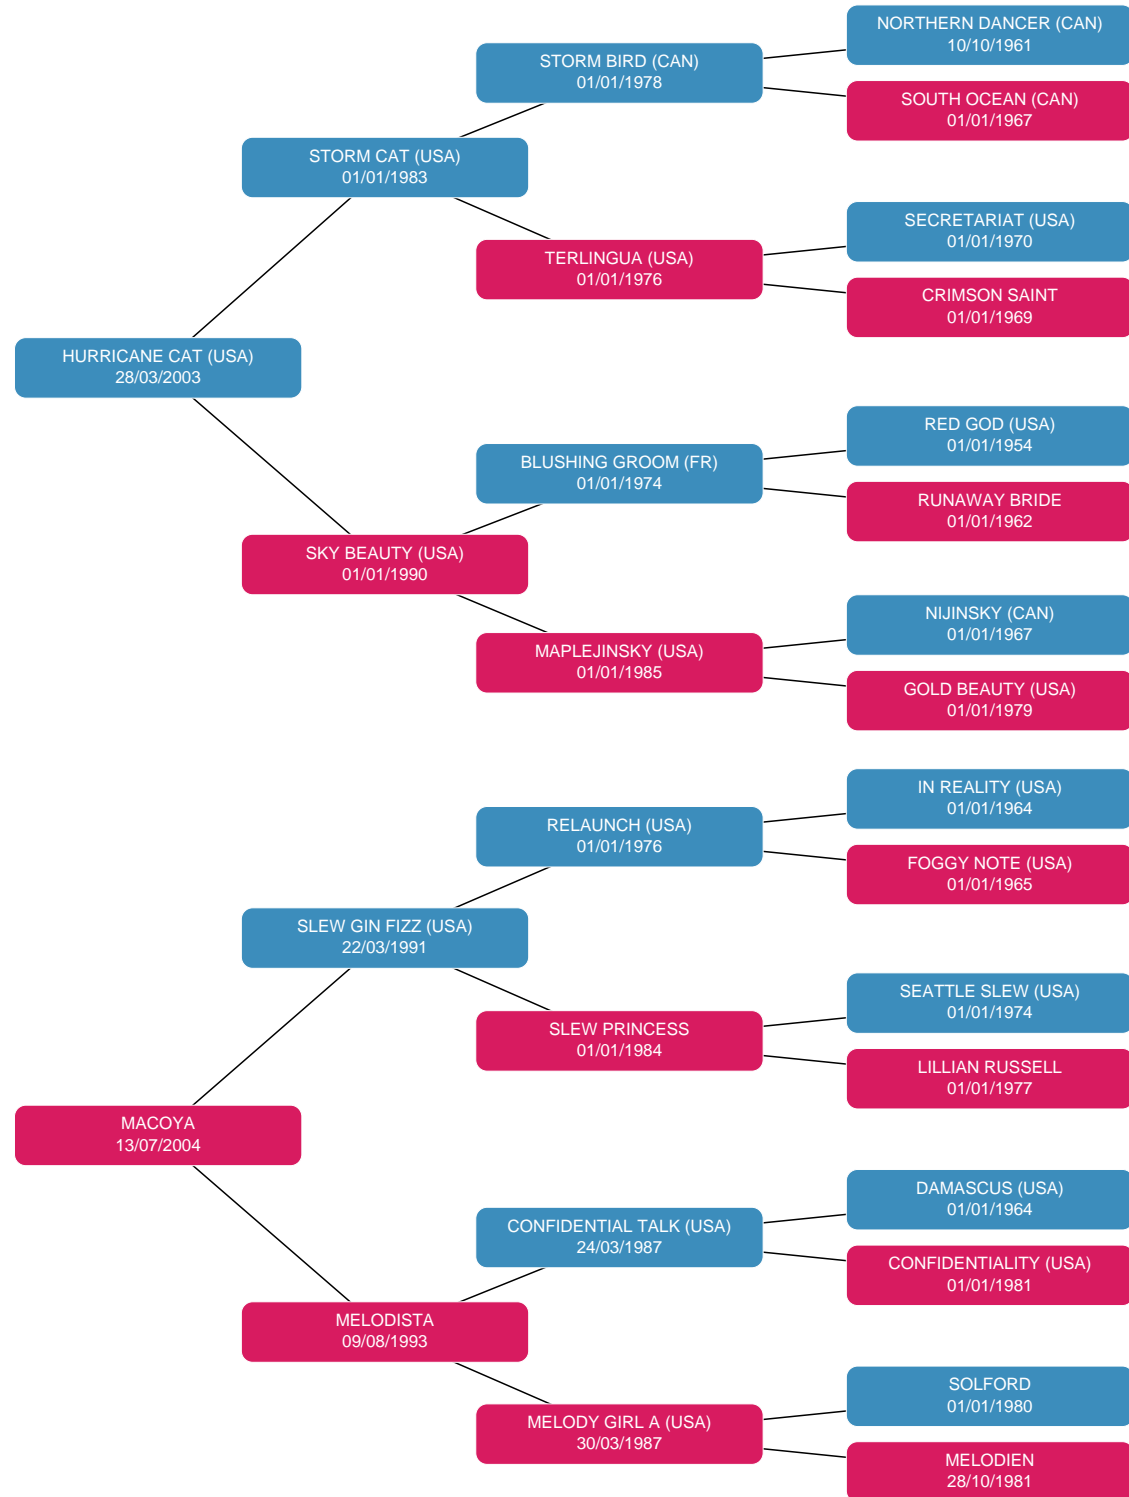 NORTHERN DANCER (CAN)
10/10/1961
STORM BIRD (CAN)
01/01/1978
SOUTH OCEAN (CAN)
01/01/1967
STORM CAT (USA)
01/01/1983
SECRETARIAT (USA)
01/01/1970
TERLINGUA (USA)
01/01/1976
CRIMSON SAINT
01/01/1969
HURRICANE CAT (USA)
28/03/2003
RED GOD (USA)
01/01/1954
BLUSHING GROOM (FR)
01/01/1974
RUNAWAY BRIDE
01/01/1962
SKY BEAUTY (USA)
01/01/1990
NIJINSKY (CAN)
01/01/1967
MAPLEJINSKY (USA)
01/01/1985
GOLD BEAUTY (USA)
01/01/1979
IN REALITY (USA)
01/01/1964
RELAUNCH (USA)
01/01/1976
FOGGY NOTE (USA)
01/01/1965
SLEW GIN FIZZ (USA)
22/03/1991
SEATTLE SLEW (USA)
01/01/1974
SLEW PRINCESS
01/01/1984
LILLIAN RUSSELL
01/01/1977
MACOYA
13/07/2004
DAMASCUS (USA)
01/01/1964
CONFIDENTIAL TALK (USA)
24/03/1987
CONFIDENTIALITY (USA)
01/01/1981
MELODISTA
09/08/1993
SOLFORD
01/01/1980
MELODY GIRL A (USA)
30/03/1987
MELODIEN
28/10/1981